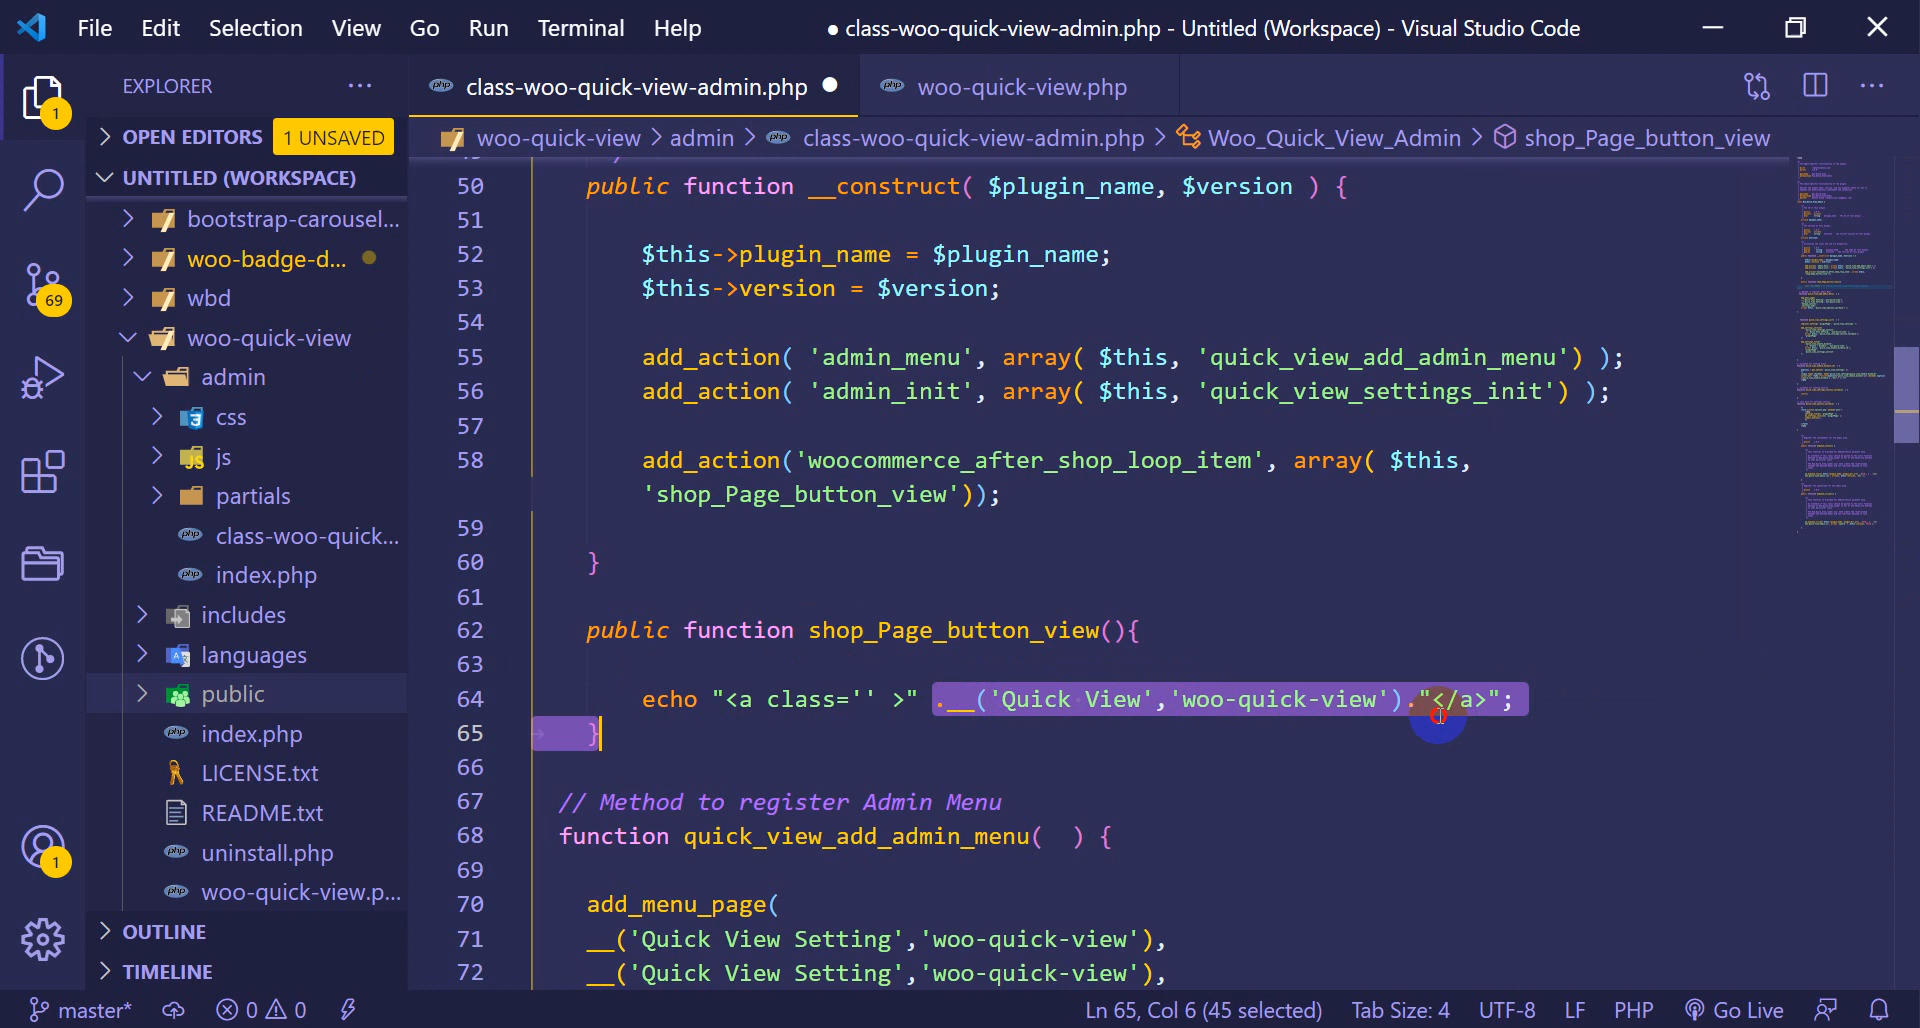 File Edit Selection View Go Run Terminal Help ● class-woo-quick-view-admin.php - Untitled (Workspace) - Visual Studio Code
EXPLORER ···
class-woo-quick-view-admin.php ●
woo-quick-view.php
1
OPEN EDITORS 1 UNSAVED
UNTITLED (WORKSPACE)
bootstrap-carousel...
woo-badge-d...
wbd
woo-quick-view
admin
css
js
partials
class-woo-quick...
index.php
includes
languages
public
index.php
LICENSE.txt
README.txt
uninstall.php
woo-quick-view.p...
OUTLINE
TIMELINE
69
1
woo-quick-view > admin > class-woo-quick-view-admin.php > Woo_Quick_View_Admin > shop_Page_button_view
50 public function __construct( $plugin_name, $version ) {
51
52 $this->plugin_name = $plugin_name;
53 $this->version = $version;
54
55 add_action( 'admin_menu', array( $this, 'quick_view_add_admin_menu') );
56 add_action( 'admin_init', array( $this, 'quick_view_settings_init') );
57
58 add_action('woocommerce_after_shop_loop_item', array( $this,
'shop_Page_button_view'));
59
60 }
61
62 public function shop_Page_button_view(){
63
64 echo "<a class='' >" .__('Quick View','woo-quick-view')."</a>";
65 }
66
67 // Method to register Admin Menu
68 function quick_view_add_admin_menu( ) {
69
70 add_menu_page(
71 __('Quick View Setting','woo-quick-view'),
72 __('Quick View Setting','woo-quick-view'),
master* 0 0 Ln 65, Col 6 (45 selected) Tab Size: 4 UTF-8 LF PHP Go Live